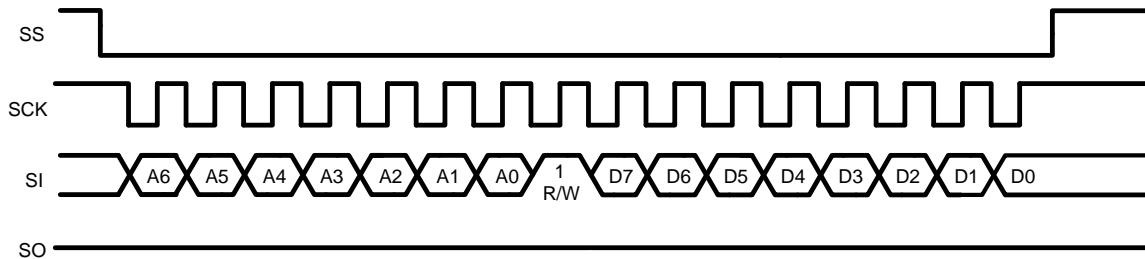 SS
SCK
SI A6 A5 A4 A3 A2 A1 A0 1 D7 D6 D5 D4 D3 D2 D1 D0
R/W
SO